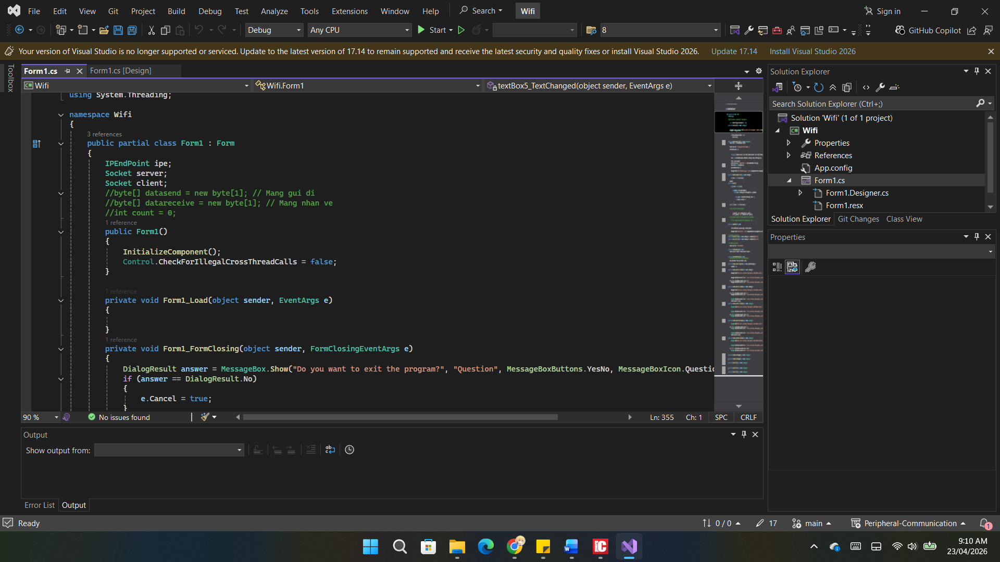 File Edit View Git Project Build Debug Test Analyze Tools Extensions Window Help Search Wifi Sign in
Debug Any CPU Start 8 GitHub Copilot
Your version of Visual Studio is no longer supported or serviced. Update to the latest version of 17.14 to remain supported and receive the latest security and quality fixes or install Visual Studio 2026. Update 17.14 Install Visual Studio 2026
Toolbox
Form1.cs Form1.cs [Design]
Wifi Wifi.Form1 textBox5_TextChanged(object sender, EventArgs e)
using System.Threading;
namespace Wifi
{
3 references
public partial class Form1 : Form
{
IPEndPoint ipe;
Socket server;
Socket client;
//byte[] datasend = new byte[1]; // Mang gui di
//byte[] datareceive = new byte[1]; // Mang nhan ve
//int count = 0;
1 reference
public Form1()
{
InitializeComponent();
Control.CheckForIllegalCrossThreadCalls = false;
}
1 reference
private void Form1_Load(object sender, EventArgs e)
{
}
1 reference
private void Form1_FormClosing(object sender, FormClosingEventArgs e)
{
DialogResult answer = MessageBox.Show("Do you want to exit the program?", "Question", MessageBoxButtons.YesNo, MessageBoxIcon.Questio
if (answer == DialogResult.No)
{
e.Cancel = true;
}
90 % No issues found Ln: 355 Ch: 1 SPC CRLF
Output
Show output from:
Error List Output
Solution Explorer
Search Solution Explorer (Ctrl+;)
Solution 'Wifi' (1 of 1 project)
Wifi
Properties
References
App.config
Form1.cs
Form1.Designer.cs
Form1.resx
Solution Explorer Git Changes Class View
Properties
Ready 0 / 0 17 main Peripheral-Communication 1
9:10 AM
23/04/2026